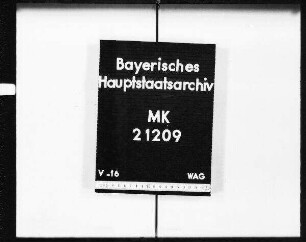 Bayerisches
Hauptstaatsarchiv
MK
21209
V-16 WAG